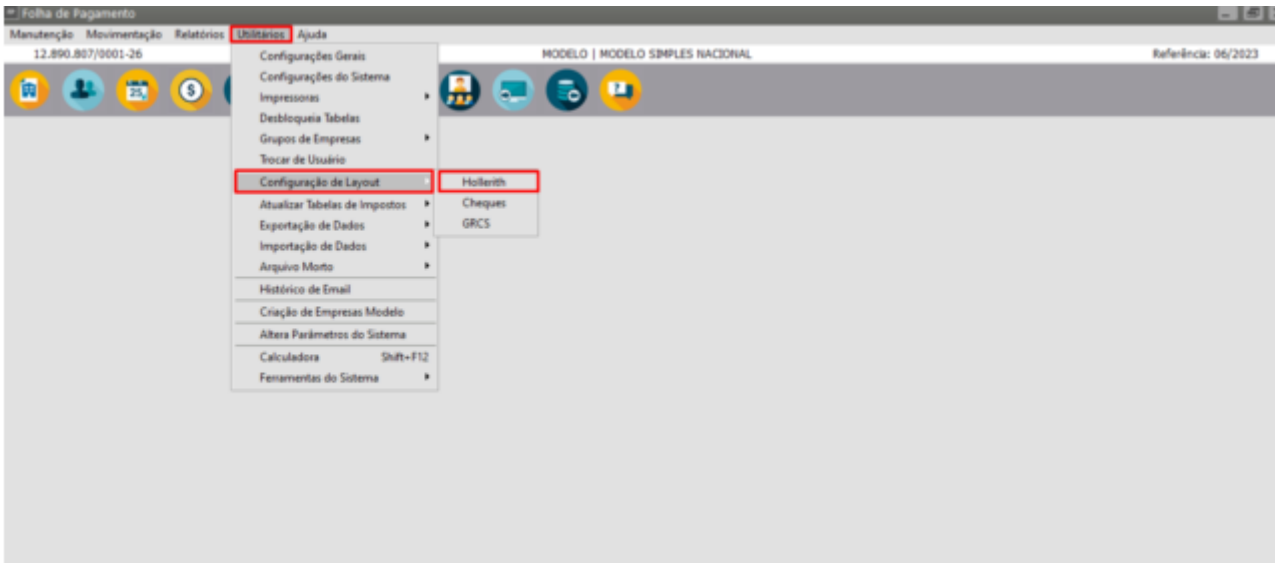 Folha de Pagamento
Manutenção Movimentação Relatórios Utilitários Ajuda
12.890.807/0001-26 MODELO | MODELO SIMPLES NACIONAL Referência: 06/2023
Configurações Gerais
Configurações do Sistema
Impressoras
Desbloqueia Tabelas
Grupos de Empresas
Trocar de Usuário
Configuração de Layout Hollerith
Atualizar Tabelas de Impostos Cheques
Exportação de Dados GRCS
Importação de Dados
Arquivo Morto
Histórico de Email
Criação de Empresas Modelo
Altera Parâmetros do Sistema
Calculadora Shift+F12
Ferramentas do Sistema